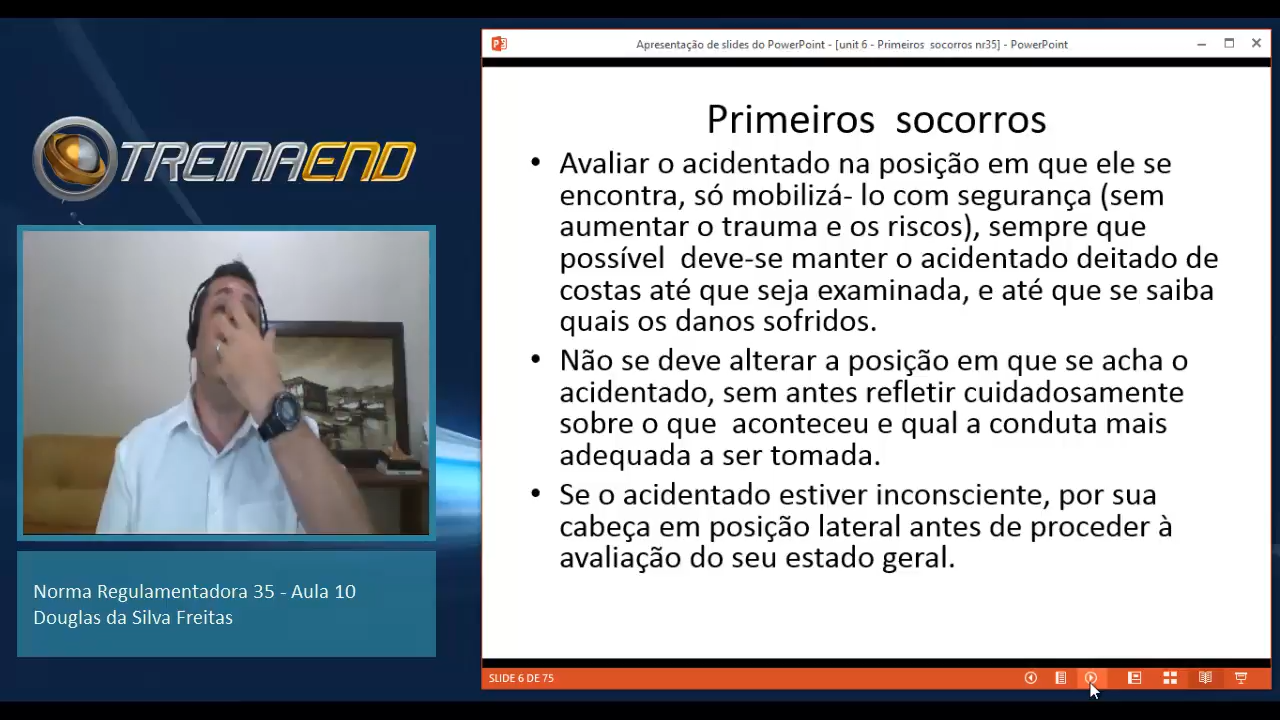 TREINAEND
Norma Regulamentadora 35 - Aula 10
Douglas da Silva Freitas
Apresentação de slides do PowerPoint - [unit 6 - Primeiros  socorros nr35] - PowerPoint
Primeiros  socorros
• Avaliar o acidentado na posição em que ele se
encontra, só mobilizá- lo com segurança (sem
aumentar o trauma e os riscos), sempre que
possível  deve-se manter o acidentado deitado de
costas até que seja examinada, e até que se saiba
quais os danos sofridos.
• Não se deve alterar a posição em que se acha o
acidentado, sem antes refletir cuidadosamente
sobre o que  aconteceu e qual a conduta mais
adequada a ser tomada.
• Se o acidentado estiver inconsciente, por sua
cabeça em posição lateral antes de proceder à
avaliação do seu estado geral.
SLIDE 6 DE 75